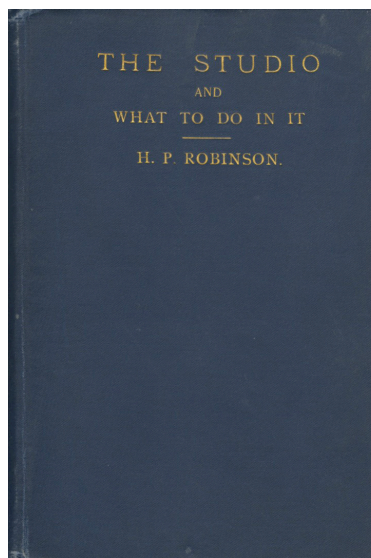 THE STUDIO
AND
WHAT TO DO IN IT
H. P. ROBINSON.